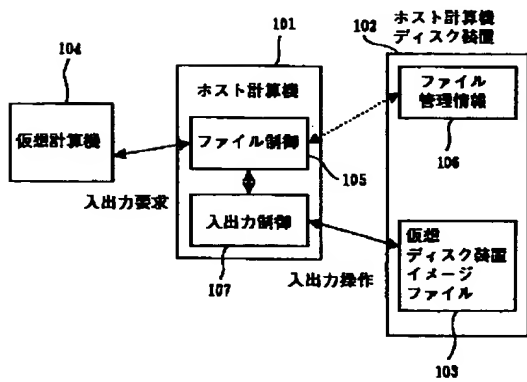 104
仮想計算機
入出力要求
101
ホスト計算機
ファイル制御
105
入出力制御
107
入出力操作
ホスト計算機
ディスク装置
102
ファイル
管理情報
106
仮想
ディスク装置
イメージ
ファイル
103